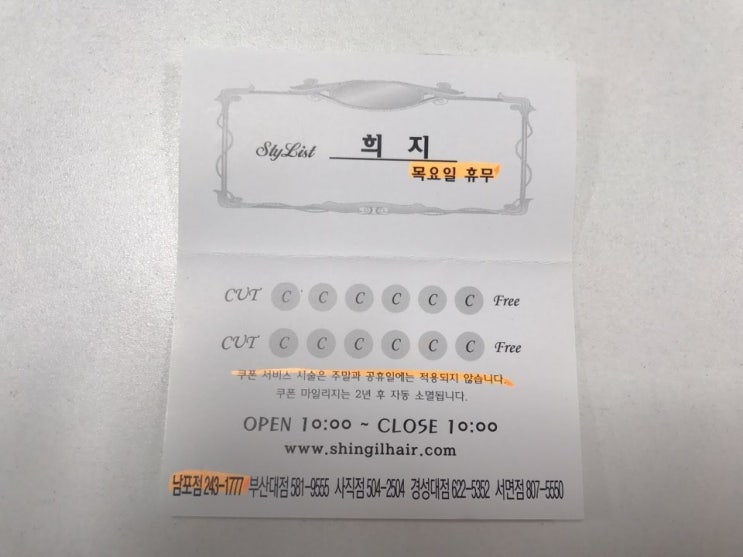 StyList 희 지
목요일 휴무
CUT C C C C C C Free
CUT C C C C C C Free
쿠폰 서비스 시술은 주말과 공휴일에는 적용되지 않습니다.
쿠폰 마일리지는 2년 후 자동 소멸됩니다.
OPEN 10:00 ~ CLOSE 10:00
www.shingilhair.com
남포점 243-1777 부산대점 581-9555 사직점 504-2504 경성대점 622-5352 서면점 807-5550